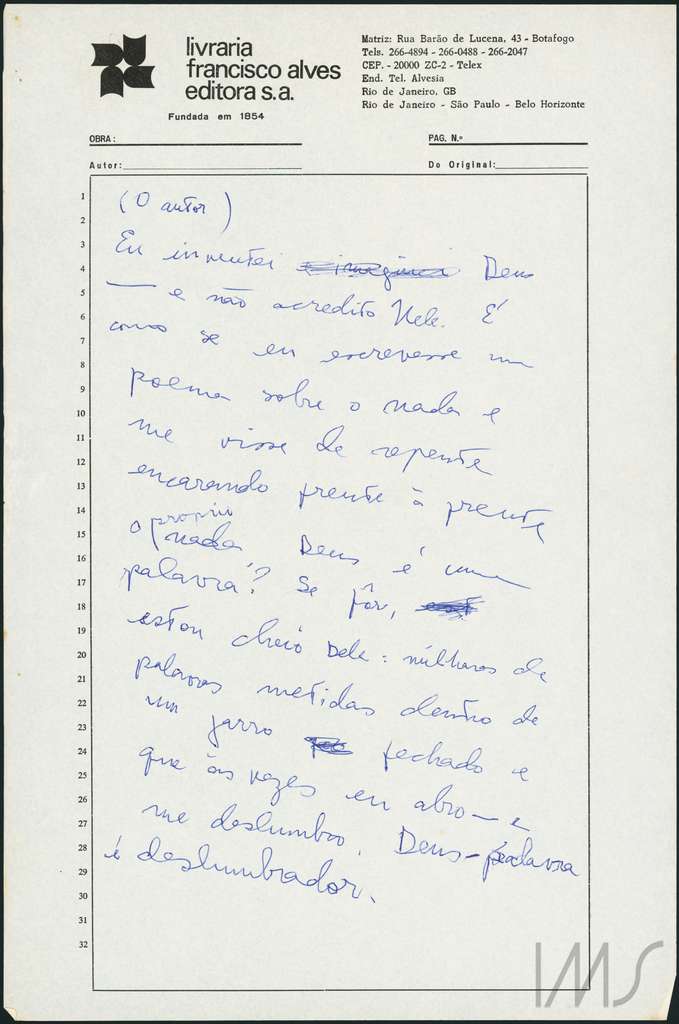 livraria
francisco alves
editora s.a.
Fundada em 1854
Matriz: Rua Barão de Lucena, 43 - Botafogo
Tels. 266-4894 - 266-0488 - 266-2047
CEP. - 20000 ZC-2 - Telex
End. Tel. Alvesia
Rio de Janeiro, GB
Rio de Janeiro - São Paulo - Belo Horizonte
OBRA:
PAG. N.º
Autor:
Do Original:
1
2
3
4
5
6
7
8
9
10
11
12
13
14
15
16
17
18
19
20
21
22
23
24
25
26
27
28
29
30
31
32
(O autor)
Eu inventei imaginei Deus
— e não acredito Nele. É
como se eu escrevesse um
poema sobre o nada e
me visse de repente
encarando frente à frente
o próprio nada. Deus é uma
palavra? Se fôr,
estou cheio Dele: milhares de
palavras metidas dentro de
um jarro fechado e
que às vezes eu abro — e
me deslumbro. Deus-palavra
é deslumbrador.
IMS